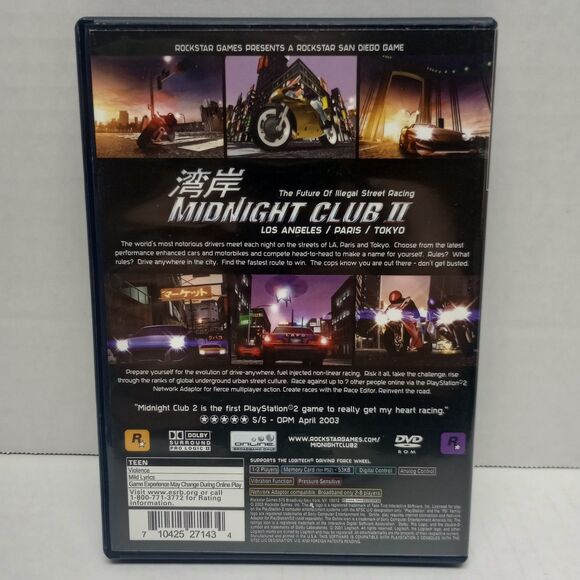 ROCKSTAR GAMES PRESENTS A ROCKSTAR SAN DIEGO GAME
湾岸
The Future Of Illegal Street Racing
MIDNIGHT CLUB II
LOS ANGELES / PARIS / TOKYO
The world's most notorious drivers meet each night on the streets of LA, Paris and Tokyo. Choose from the latest
performance enhanced cars and motorbikes and compete head-to-head to make a name for yourself. Rules? What
rules? Drive anywhere in the city. Find the fastest route to win. The cops know you are out there - don't get busted.
マーケット
タバコ
Prepare yourself for the evolution of drive-anywhere, fuel injected non-linear racing. Risk it all, take the challenge, rise
through the ranks of global underground urban street culture. Race against up to 7 other people online via the PlayStation®2
Network Adaptor for fierce multiplayer action. Create races with the Race Editor. Reinvent the road.
"Midnight Club 2 is the first PlayStation®2 game to really get my heart racing."
★★★★★ 5/5 - OPM April 2003
R★
DOLBY
SURROUND
PRO LOGIC II
ONLINE
BROADBAND ONLY
WWW.ROCKSTARGAMES.COM/
MIDNIGHTCLUB2
DVD
ROM
R★
SUPPORTS THE LOGITECH® DRIVING FORCE WHEEL
TEEN
Violence
Mild Lyrics
Game Experience May Change During Online Play
Visit www.esrb.org or call
1-800-771-3772 for Rating
Information.
1-2 Players
Memory Card (for PS2) - 53KB
Digital Control
Analog Control
Vibration Function
Pressure Sensitive
Network Adaptor compatible. Broadband only 2-8 players
7 10425 27143 4